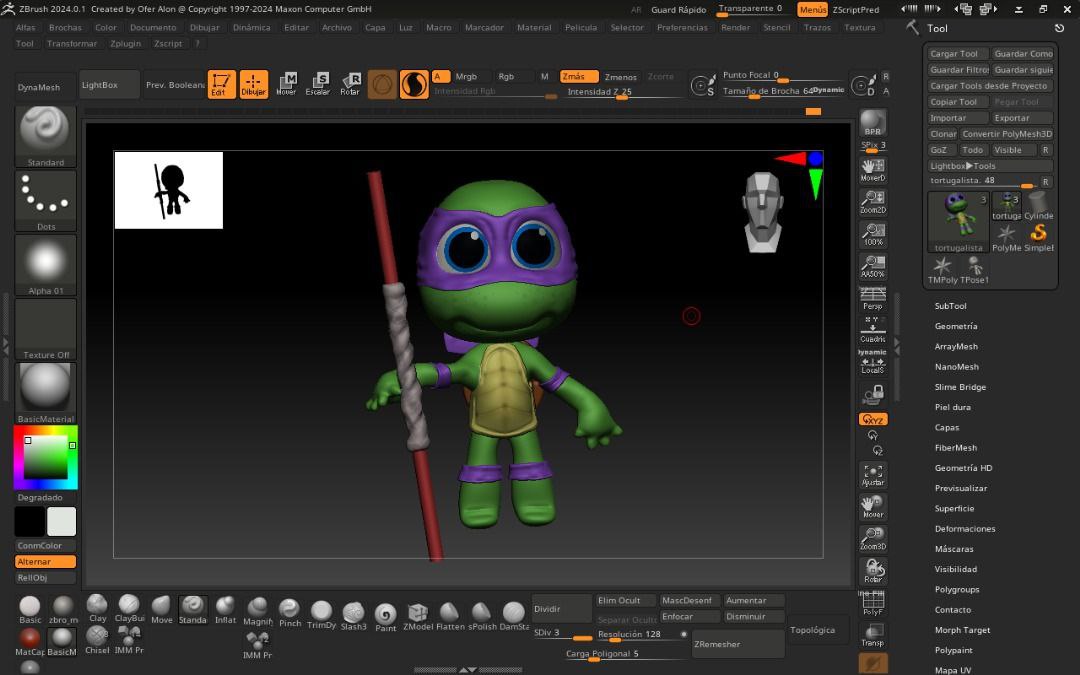 ZBrush 2024.0.1 Created by Ofer Alon @ Copyright © 1997-2024 Maxon Computer GmbH
AR Guard Rápido Transparente 0 Menús ZScriptPred
Alfas Brochas Color Documento Dibujar Dinámica Editar Archivo Capa Luz Macro Marcador Material Película Selector Preferencias Render Stencil Trazos Textura
Tool Transformar Zplugin Zscript ?
DynaMesh LightBox Prev. Boolean Edit Dibujar Mover Escalar Rotar
A Mrgb Rgb M Zmás Zmenos Zcorte
Intensidad Rgb Intensidad Z 25
Punto Focal 0
Tamaño de Brocha 64 Dynamic
S D R A
Standard
Dots
Alpha 01
Texture Off
BasicMaterial
Degradado
ConmColor
Alternar
RellObj
BPR
SPix 3
MoverD
Zoom2D
100%
AA50%
Persp
Cuadríc
Dynamic
LocalS
XYZ
Ajustar
Mover
Zoom3D
Rotar
PolyF
Transp
Tool
Cargar Tool Guardar Como
Guardar Filtros Guardar siguie
Cargar Tools desde Proyecto
Copiar Tool Pegar Tool
Importar Exportar
Clonar Convertir PolyMesh3D
GoZ Todo Visible R
Lightbox▶Tools
tortugalista. 48 R
3 3
tortugalista tortuga Cylinde
PolyMe SimpleE
TMPoly TPose1
SubTool
Geometría
ArrayMesh
NanoMesh
Slime Bridge
Piel dura
Capas
FiberMesh
Geometría HD
Previsualizar
Superficie
Deformaciones
Máscaras
Visibilidad
Polygroups
Contacto
Morph Target
Polypaint
Mapa UV
Basic zbro_m Clay ClayBui Move Standa Inflat Magnify Pinch TrimDy Slash3 Paint ZModel Flatten sPolish DamSta
MatCap BasicM Chisel IMM Pr IMM Pr
Dividir Elim Ocult MascDesenf Aumentar
Separar Oculto Enfocar Disminuir
SDiv 3 Resolución 128 ZRemesher Topológica
Carga Poligonal 5